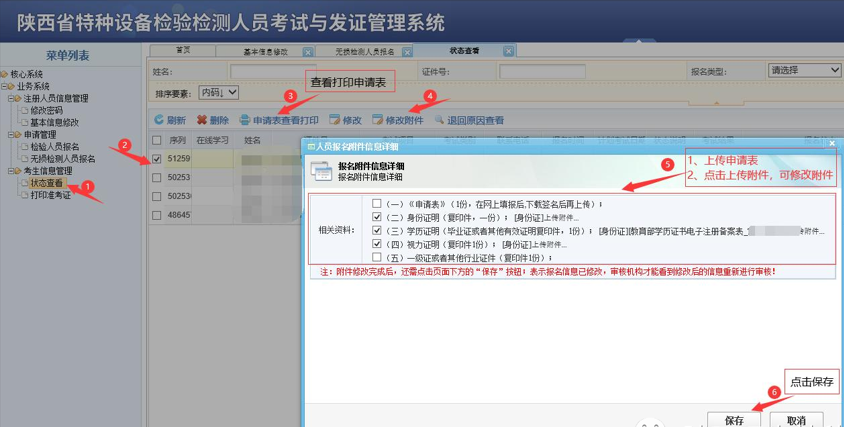 陕西省特种设备检验检测人员考试与发证管理系统
菜单列表
核心系统
业务系统
注册人员信息管理
修改密码
基本信息修改
申请管理
检验人员报名
无损检测人员报名
考生信息管理
状态查看
打印准考证
首页 基本信息修改 无损检测人员报名 状态查看
姓名: 证件号: 报名类型: 请选择
排序要素: 内码↓
查看打印申请表
刷新 删除 申请表查看打印 修改 修改附件 退回原因查看
序列 在线学习 姓名
51259
50253
50253
48645
人员报名附件信息详细
报名附件信息详细
报名附件信息详细
1、上传申请表
2、点击上传附件，可修改附件
相关资料:
(一)《申请表》(1份，在网上填报后,下载签名后再上传)；
(二) 身份证明 (复印件，一份)； [身份证]上传附件...
(三) 学历证明 (毕业证或者其他有效证明复印件，1份)； [身份证][教育部学历证书电子注册备案表_ 传附件...
(四) 视力证明 (复印件1份)； [身份证]上传附件...
(五) 一级证或者其他行业证件 (复印件1份)；
注: 附件修改完成后，还需点击页面下方的“保存”按钮；表示报名信息已修改，审核机构才能看到修改后的信息重新进行审核！
点击保存
保存 取消
1
2
3
4
5
6